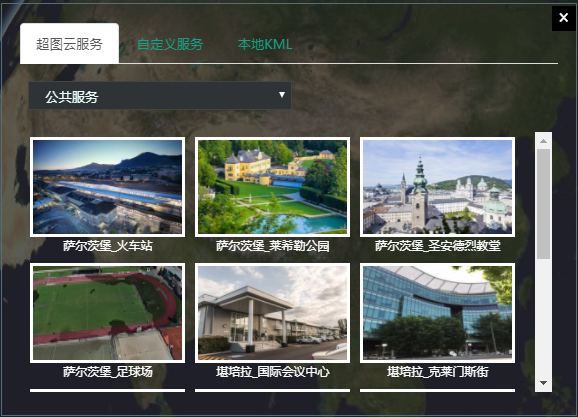 ×
超图云服务
自定义服务
本地KML
公共服务
萨尔茨堡_火车站
萨尔茨堡_莱希勒公园
萨尔茨堡_圣安德烈教堂
萨尔茨堡_足球场
堪培拉_国际会议中心
堪培拉_克莱门斯街